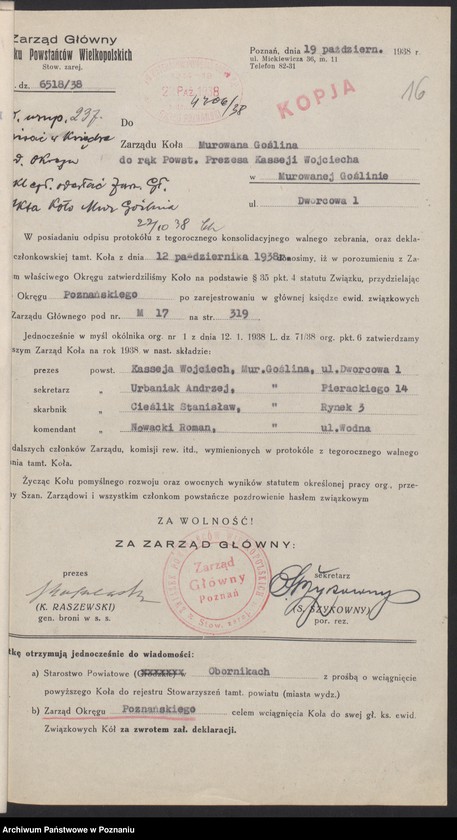 Zarząd Główny
ku Powstańców Wielkopolskich
Stow. zarej.
. dz. 6518/38
Poznań, dnia 19 październ. 1938 r.
ul. Mickiewicza 36, m. 11
Telefon 82-31
KOPJA
16
4206/38
237.
Do
Zarządu Koła Murowana Goślina
do rąk Powst. Prezesa Kasseji Wojciecha
w Murowanej Goślinie
ul Dworcowa 1
Koło Mur Goślina
22/10 38
W posiadaniu odpisu protokółu z tegorocznego konsolidacyjnego walnego zebrania, oraz dekla-
członkowskiej tamt. Koła z dnia 12 października 1938 donosimy, iż w porozumieniu z Za-
m właściwego Okręgu zatwierdziliśmy Koło na podstawie § 35 pkt. 4 statutu Związku, przydzielając
Okręgu Poznańskiego po zarejestrowaniu w głównej księdze ewid. związkowych
Zarządu Głównego pod nr. M 17 na str. 319
Jednocześnie w myśl okólnika org. nr 1 z dnia 12. 1. 1938 L. dz. 71/38 org. pkt. 6 zatwierdzamy
szym Zarząd Koła na rok 1938 w nast. składzie:
prezes powst. Kasseja Wojciech, Mur.Goślina, ul.Dworcowa 1
sekretarz „ Urbaniak Andrzej, " Pierackiego 14
skarbnik „ Cieślik Stanisław, " Rynek 3
komendant „ Nowacki Roman, " ul.Wodna
dalszych członków Zarządu, komisji rew. itd., wymienionych w protokóle z tegorocznego walnego
nia tamt. Koła.
Życząc Kołu pomyślnego rozwoju oraz owocnych wyników statutem określonej pracy org., prze-
y Szan. Zarządowi i wszystkim członkom powstańcze pozdrowienie hasłem związkowym
ZA WOLNOŚĆ!
ZA ZARZĄD GŁÓWNY:
prezes
(K. RASZEWSKI)
gen. broni w s. s.
Zarząd
Główny
Poznań
sekretarz
(S. SZYKOWNY)
por. rez.
tkę otrzymują jednocześnie do wiadomości:
a) Starostwo Powiatowe w Obornikach z prośbą o wciągnięcie
powyższego Koła do rejestru Stowarzyszeń tamt. powiatu (miasta wydz.)
b) Zarząd Okręgu Poznańskiego celem wciągnięcia Koła do swej gł. ks. ewid.
Związkowych Kół za zwrotem zał. deklaracji.
Archiwum Państwowe w Poznaniu